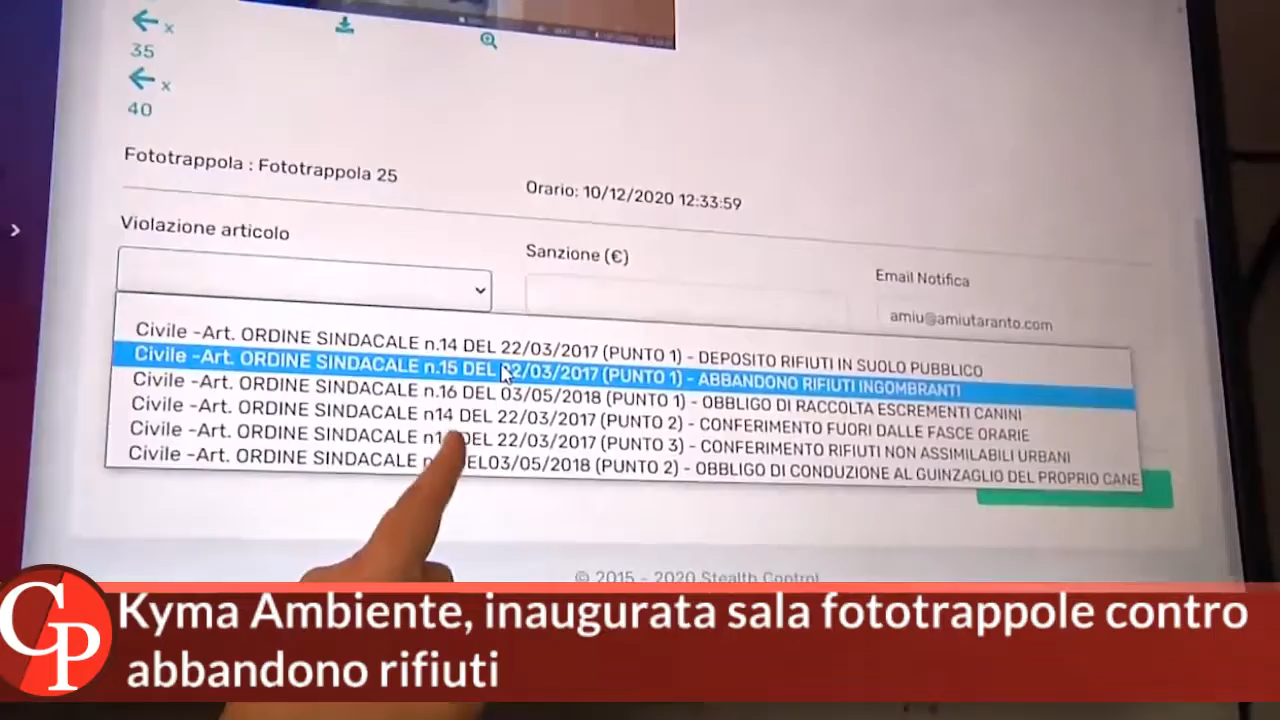 x
35
x
40
Fototrappola : Fototrappola 25
Orario: 10/12/2020 12:33:59
Violazione articolo
Sanzione (€)
Email Notifica
amiu@amiutaranto.com
Civile -Art. ORDINE SINDACALE n.14 DEL 22/03/2017 (PUNTO 1) - DEPOSITO RIFIUTI IN SUOLO PUBBLICO
Civile -Art. ORDINE SINDACALE n.15 DEL 22/03/2017 (PUNTO 1) - ABBANDONO RIFIUTI INGOMBRANTI
Civile -Art. ORDINE SINDACALE n.16 DEL 03/05/2018 (PUNTO 1) - OBBLIGO DI RACCOLTA ESCREMENTI CANINI
Civile -Art. ORDINE SINDACALE n14 DEL 22/03/2017 (PUNTO 2) - CONFERIMENTO FUORI DALLE FASCE ORARIE
Civile -Art. ORDINE SINDACALE DEL 22/03/2017 (PUNTO 3) - CONFERIMENTO RIFIUTI NON ASSIMILABILI URBANI
Civile -Art. ORDINE SINDACALE DEL03/05/2018 (PUNTO 2) - OBBLIGO DI CONDUZIONE AL GUINZAGLIO DEL PROPRIO CANE
© 2015 - 2020 Stealth Control
CP
Kyma Ambiente, inaugurata sala fototrappole contro
abbandono rifiuti